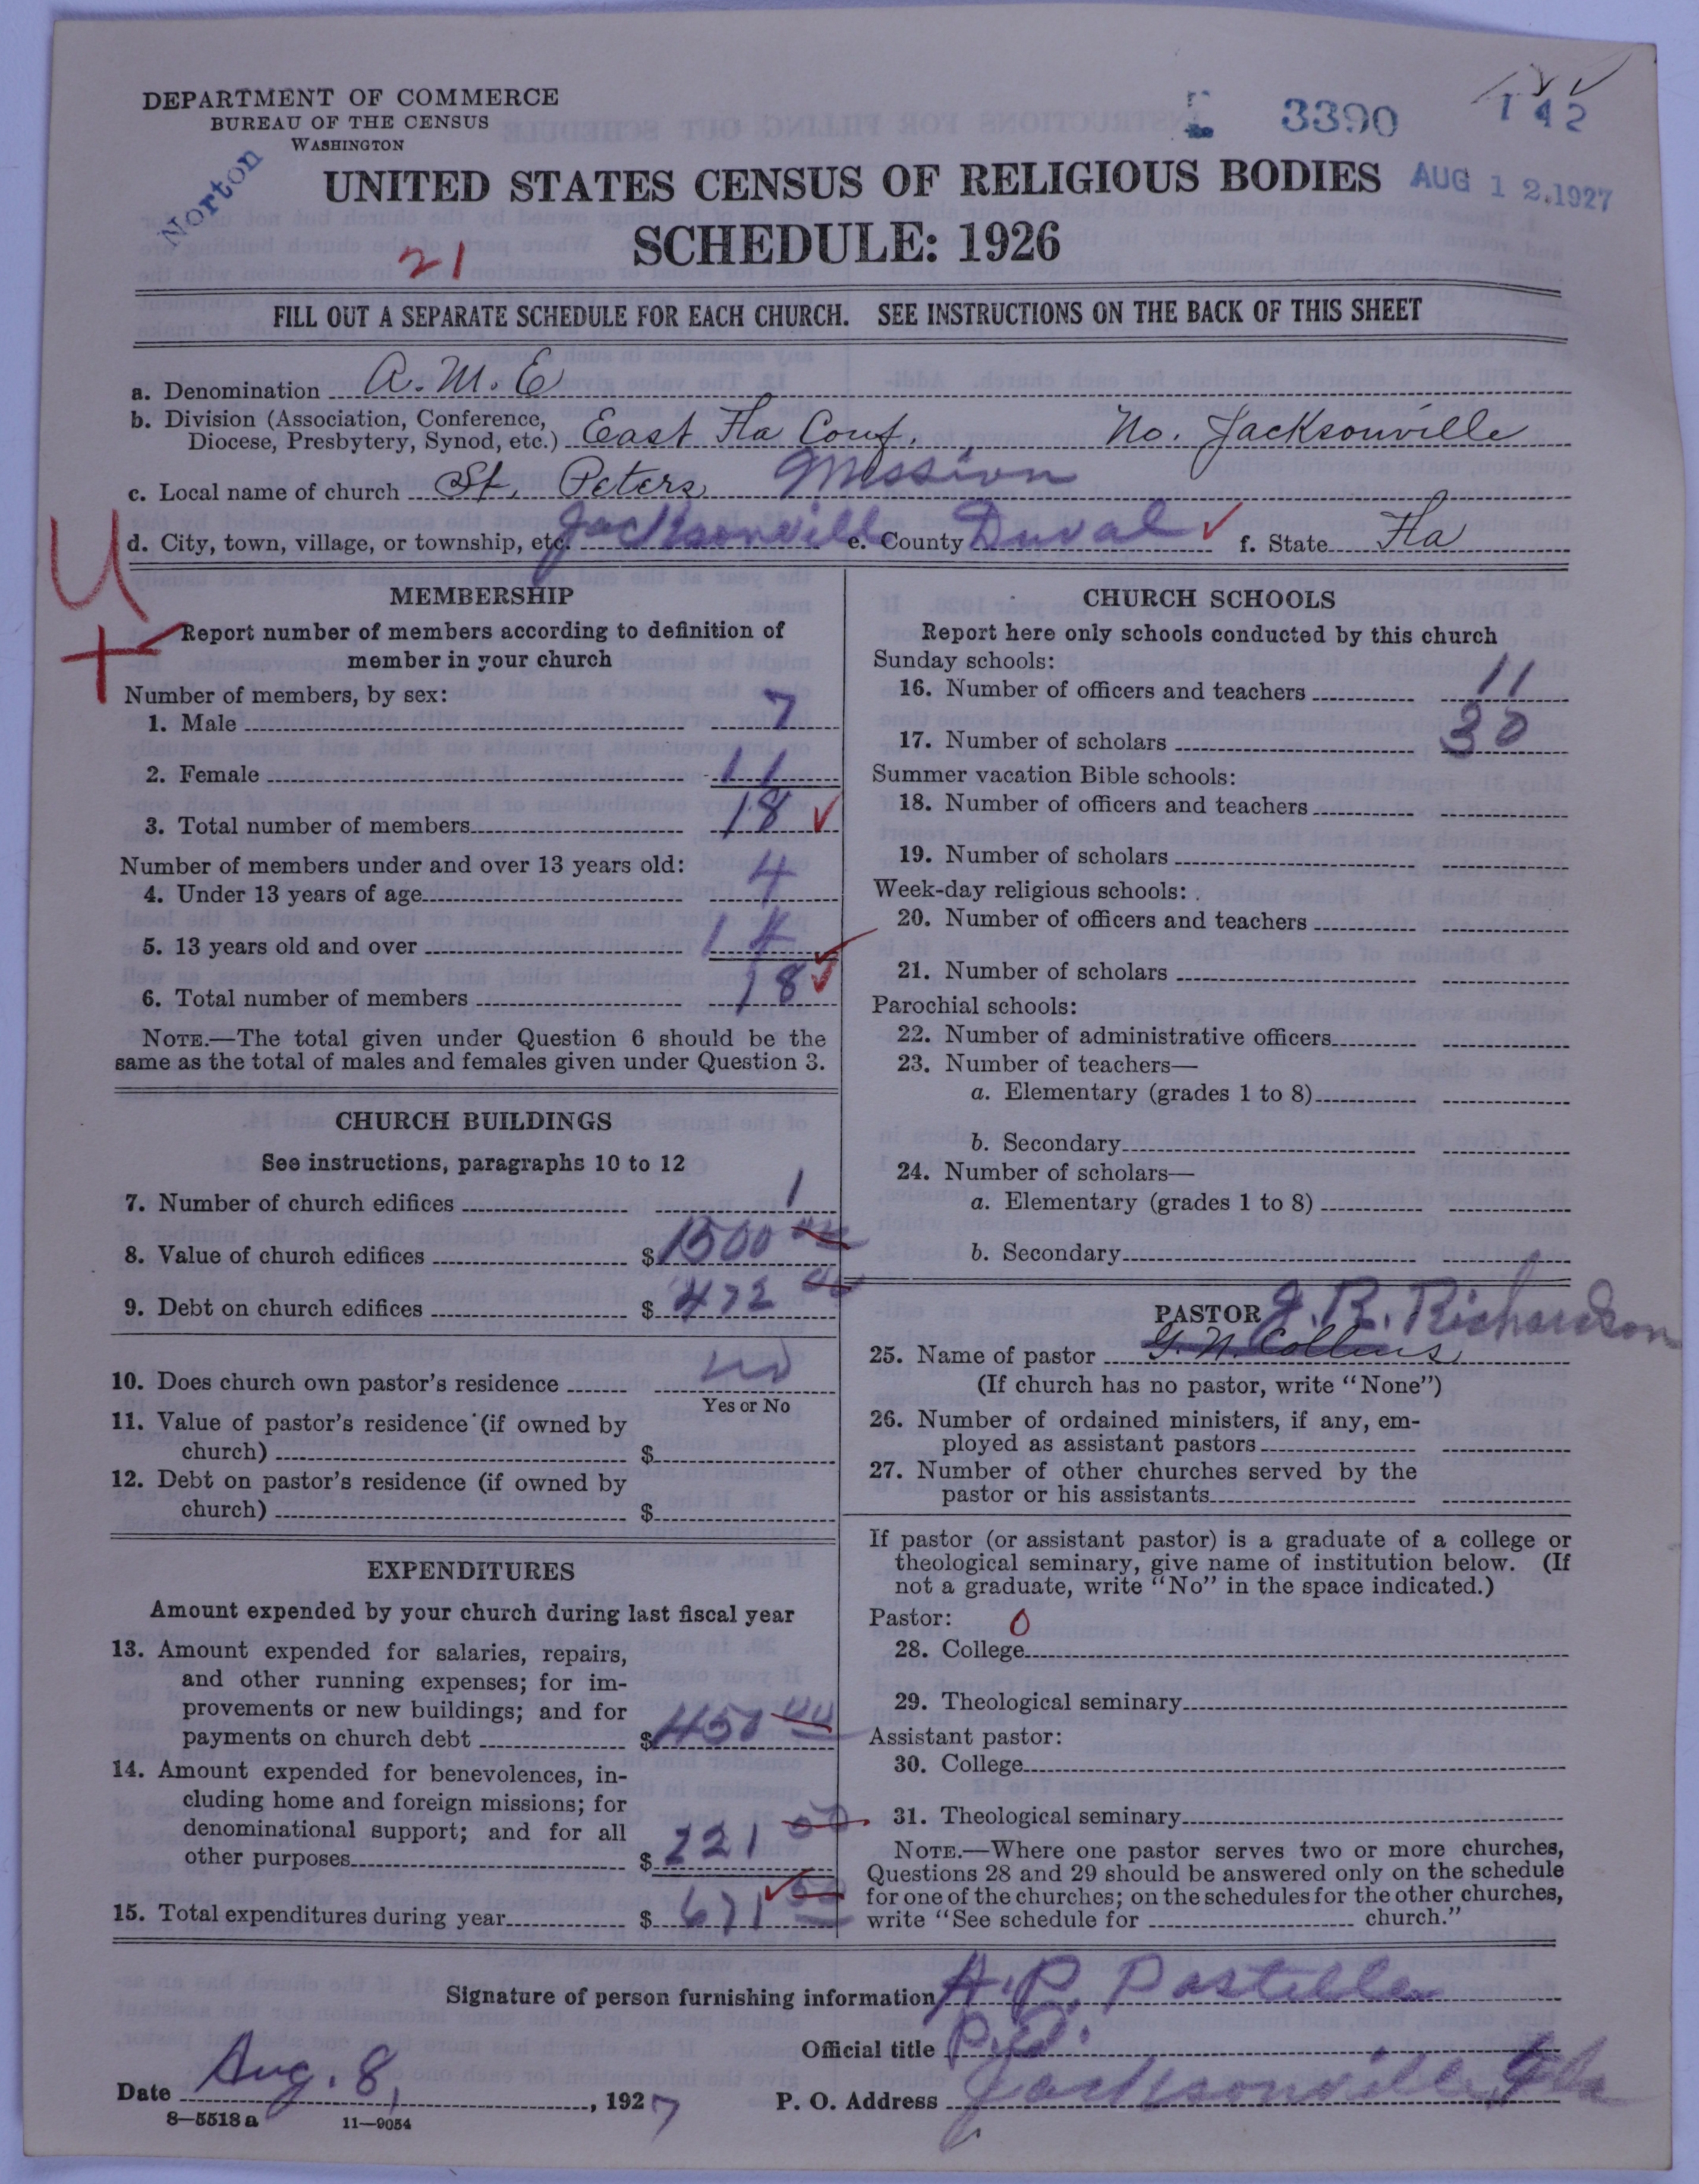 DEPARTMENT OF COMMERCE
BUREAU OF THE CENSUS
WASHINGTON
3390
142
Norton
UNITED STATES CENSUS OF RELIGIOUS BODIES
AUG 12.1927
SCHEDULE: 1926
21
FILL OUT A SEPARATE SCHEDULE FOR EACH CHURCH. SEE INSTRUCTIONS ON THE BACK OF THIS SHEET
a. Denomination A.M.E
b. Division (Association, Conference, Diocese, Presbytery, Synod, etc.) East Fla Conf. No. Jacksonville
c. Local name of church St. Peters Mission
d. City, town, village, or township, etc. Jacksonville e. County Duval ✓ f. State Fla
U
+
MEMBERSHIP
Report number of members according to definition of
member in your church
Number of members, by sex:
1. Male 7
2. Female 11
3. Total number of members 18 ✓
Number of members under and over 13 years old:
4. Under 13 years of age 4
5. 13 years old and over 14
6. Total number of members 18 ✓
NOTE.—The total given under Question 6 should be the
same as the total of males and females given under Question 3.
CHURCH BUILDINGS
See instructions, paragraphs 10 to 12
7. Number of church edifices 1
8. Value of church edifices $1500
9. Debt on church edifices $ 472
10. Does church own pastor's residence no
Yes or No
11. Value of pastor's residence (if owned by
church) $
12. Debt on pastor's residence (if owned by
church) $
EXPENDITURES
Amount expended by your church during last fiscal year
13. Amount expended for salaries, repairs,
and other running expenses; for im-
provements or new buildings; and for
payments on church debt $450
14. Amount expended for benevolences, in-
cluding home and foreign missions; for
denominational support; and for all
other purposes $ 221 50
15. Total expenditures during year $ 671 50
CHURCH SCHOOLS
Report here only schools conducted by this church
Sunday schools:
16. Number of officers and teachers 11
17. Number of scholars 30
Summer vacation Bible schools:
18. Number of officers and teachers
19. Number of scholars
Week-day religious schools:
20. Number of officers and teachers
21. Number of scholars
Parochial schools:
22. Number of administrative officers
23. Number of teachers—
a. Elementary (grades 1 to 8)
b. Secondary
24. Number of scholars—
a. Elementary (grades 1 to 8)
b. Secondary
PASTOR J. R. Richardson
25. Name of pastor G. N. Collins
(If church has no pastor, write "None")
26. Number of ordained ministers, if any, em-
ployed as assistant pastors
27. Number of other churches served by the
pastor or his assistants
If pastor (or assistant pastor) is a graduate of a college or
theological seminary, give name of institution below. (If
not a graduate, write "No" in the space indicated.)
Pastor: 0
28. College
29. Theological seminary
Assistant pastor:
30. College
31. Theological seminary
NOTE.—Where one pastor serves two or more churches,
Questions 28 and 29 should be answered only on the schedule
for one of the churches; on the schedules for the other churches,
write "See schedule for church."
Signature of person furnishing information A. P. Postelle
Official title P.E.
Date Aug. 8, 1927 P. O. Address Jacksonville, Fla
8—5518 a 11—9054